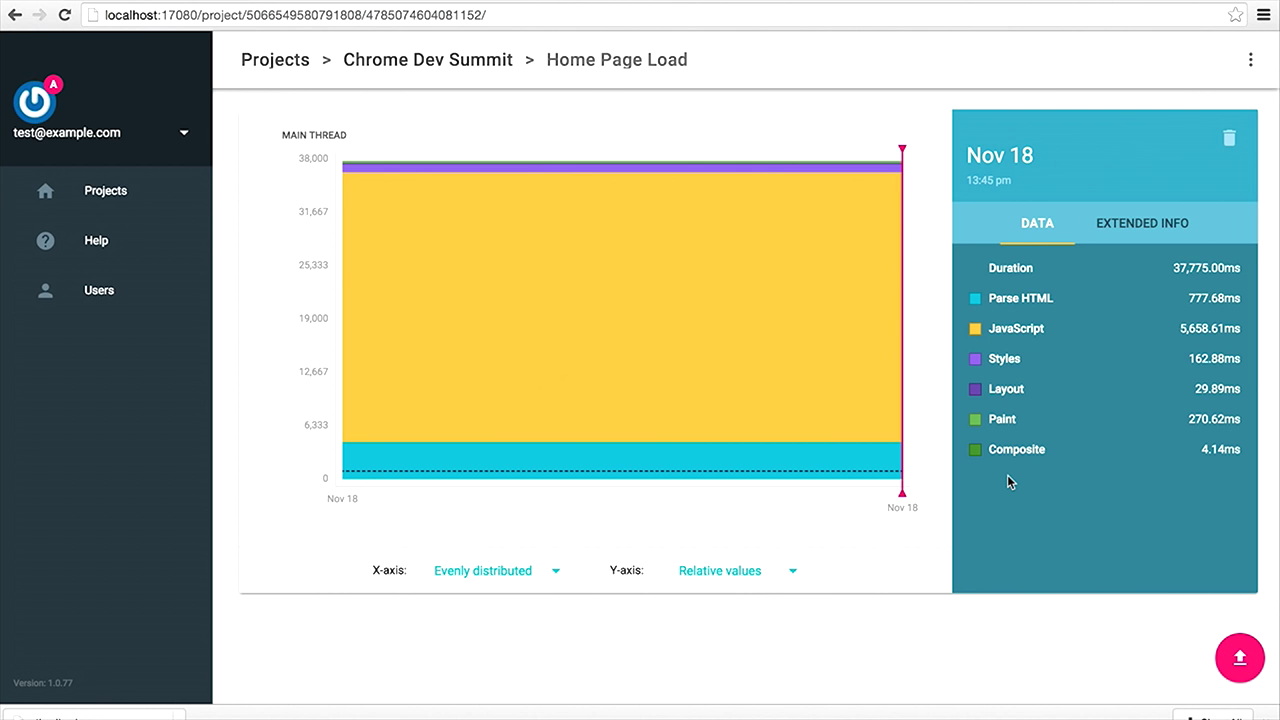 localhost:17080/project/5066549580791808/4785074604081152/
Projects > Chrome Dev Summit > Home Page Load
A
test@example.com
Projects
Help
Users
Version: 1.0.77
MAIN THREAD
38,000
31,667
25,333
19,000
12,667
6,333
0
Nov 18
Nov 18
X-axis: Evenly distributed Y-axis: Relative values
Nov 18
13:45 pm
DATA EXTENDED INFO
Duration 37,775.00ms
Parse HTML 777.68ms
JavaScript 5,658.61ms
Styles 162.88ms
Layout 29.89ms
Paint 270.62ms
Composite 4.14ms